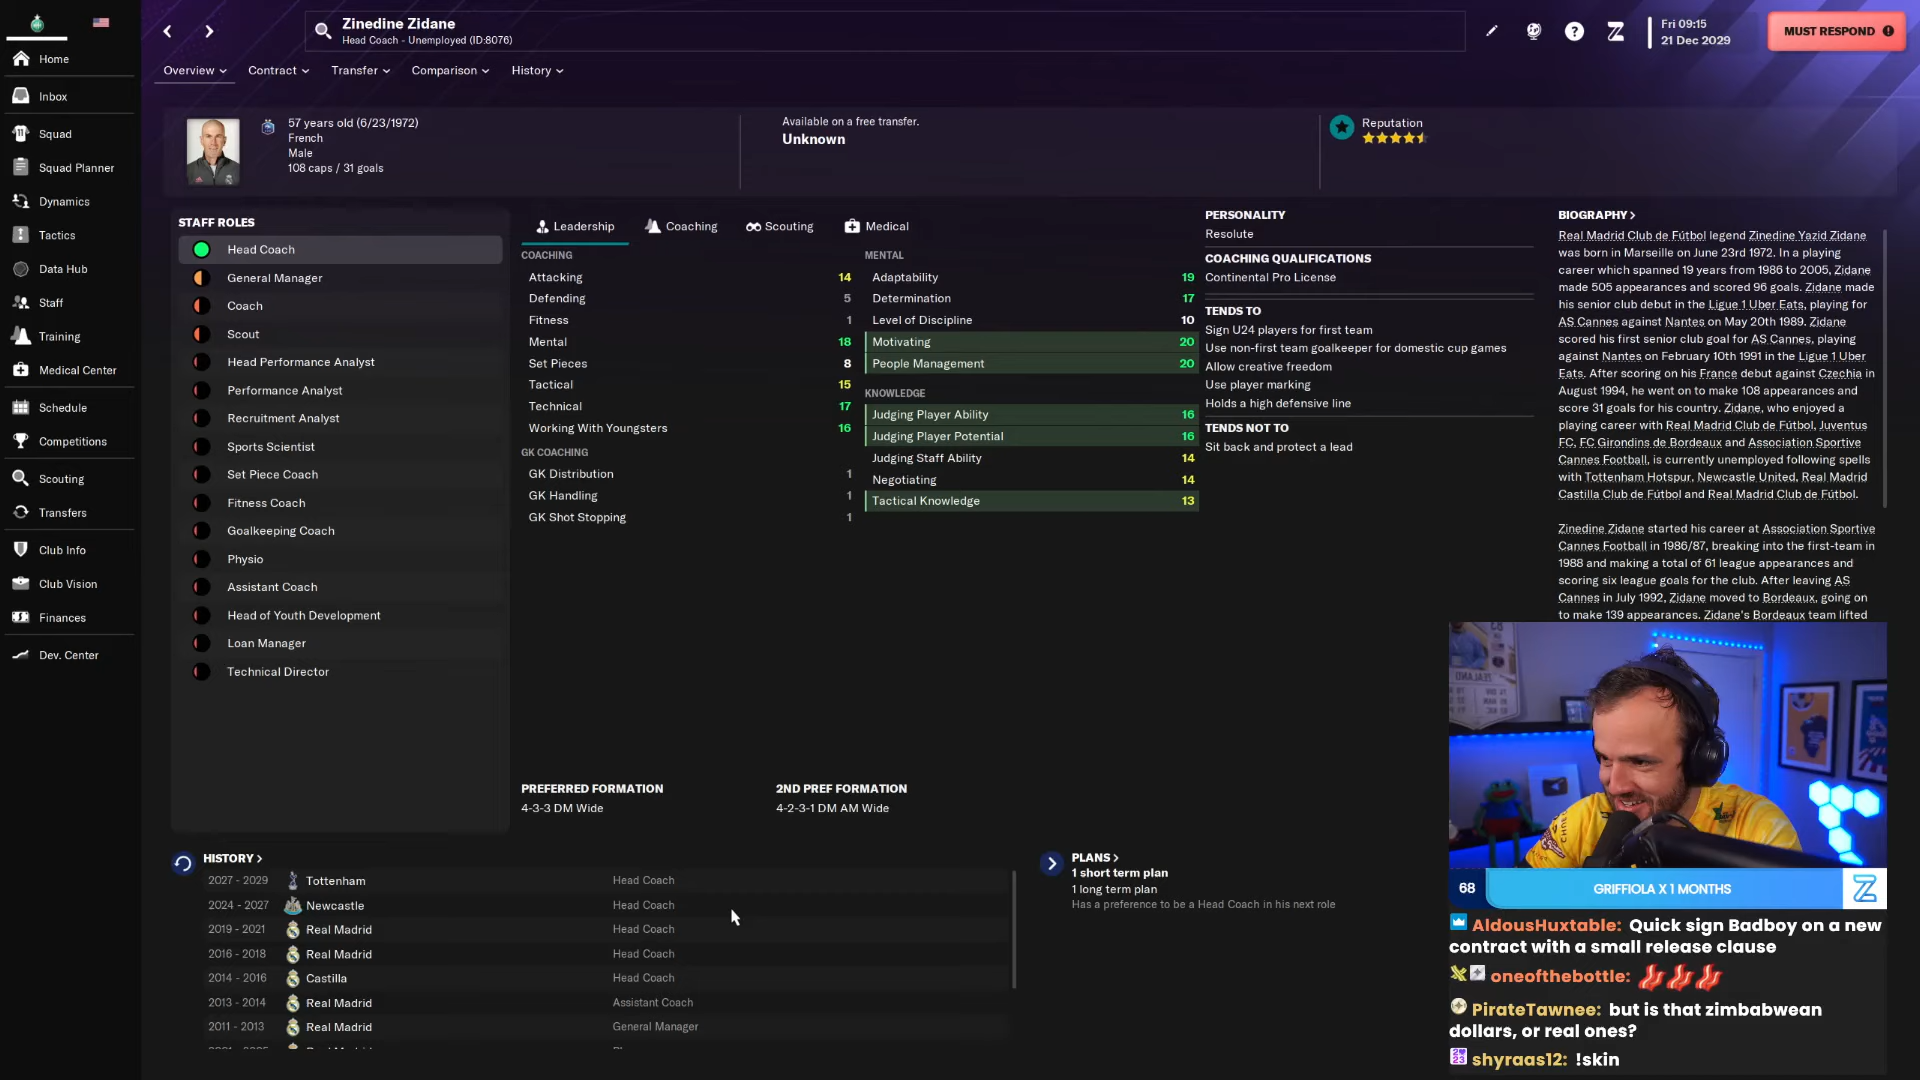 Zinedine Zidane
Head Coach - Unemployed (ID:8076)
Fri 09:15
21 Dec 2029
MUST RESPOND
Home
Inbox
Squad
Squad Planner
Dynamics
Tactics
Data Hub
Staff
Training
Medical Center
Schedule
Competitions
Scouting
Transfers
Club Info
Club Vision
Finances
Dev. Center
Overview
Contract
Transfer
Comparison
History
57 years old (6/23/1972)
French
Male
108 caps / 31 goals
Available on a free transfer.
Unknown
Reputation
STAFF ROLES
Head Coach
General Manager
Coach
Scout
Head Performance Analyst
Performance Analyst
Recruitment Analyst
Sports Scientist
Set Piece Coach
Fitness Coach
Goalkeeping Coach
Physio
Assistant Coach
Head of Youth Development
Loan Manager
Technical Director
Leadership
Coaching
Scouting
Medical
COACHING
Attacking 14
Defending 5
Fitness 1
Mental 18
Set Pieces 8
Tactical 15
Technical 17
Working With Youngsters 16
GK COACHING
GK Distribution 1
GK Handling 1
GK Shot Stopping 1
MENTAL
Adaptability 19
Determination 17
Level of Discipline 10
Motivating 20
People Management 20
KNOWLEDGE
Judging Player Ability 16
Judging Player Potential 16
Judging Staff Ability 14
Negotiating 14
Tactical Knowledge 13
PERSONALITY
Resolute
COACHING QUALIFICATIONS
Continental Pro License
TENDS TO
Sign U24 players for first team
Use non-first team goalkeeper for domestic cup games
Allow creative freedom
Use player marking
Holds a high defensive line
TENDS NOT TO
Sit back and protect a lead
BIOGRAPHY >
Real Madrid Club de Fútbol legend Zinedine Yazid Zidane
was born in Marseille on June 23rd 1972. In a playing
career which spanned 19 years from 1986 to 2005, Zidane
made 505 appearances and scored 96 goals. Zidane made
his senior club debut in the Ligue 1 Uber Eats, playing for
AS Cannes against Nantes on May 20th 1989. Zidane
scored his first senior club goal for AS Cannes, playing
against Nantes on February 10th 1991 in the Ligue 1 Uber
Eats. After scoring on his France debut against Czechia in
August 1994, he went on to make 108 appearances and
score 31 goals for his country. Zidane, who enjoyed a
playing career with Real Madrid Club de Fútbol, Juventus
FC, FC Girondins de Bordeaux and Association Sportive
Cannes Football, is currently unemployed following spells
with Tottenham Hotspur, Newcastle United, Real Madrid
Castilla Club de Fútbol and Real Madrid Club de Fútbol.
Zinedine Zidane started his career at Association Sportive
Cannes Football in 1986/87, breaking into the first-team in
1988 and making a total of 61 league appearances and
scoring six league goals for the club. After leaving AS
Cannes in July 1992, Zidane moved to Bordeaux, going on
to make 139 appearances. Zidane's Bordeaux team lifted
PREFERRED FORMATION
4-3-3 DM Wide
2ND PREF FORMATION
4-2-3-1 DM AM Wide
HISTORY >
2027 - 2029 Tottenham Head Coach
2024 - 2027 Newcastle Head Coach
2019 - 2021 Real Madrid Head Coach
2016 - 2018 Real Madrid Head Coach
2014 - 2016 Castilla Head Coach
2013 - 2014 Real Madrid Assistant Coach
2011 - 2013 Real Madrid General Manager
PLANS >
1 short term plan
1 long term plan
Has a preference to be a Head Coach in his next role
68
GRIFFIOLA X 1 MONTHS
AldousHuxtable: Quick sign Badboy on a new
contract with a small release clause
oneofthebottle:
PirateTawnee: but is that zimbabwean
dollars, or real ones?
shyraas12: !skin